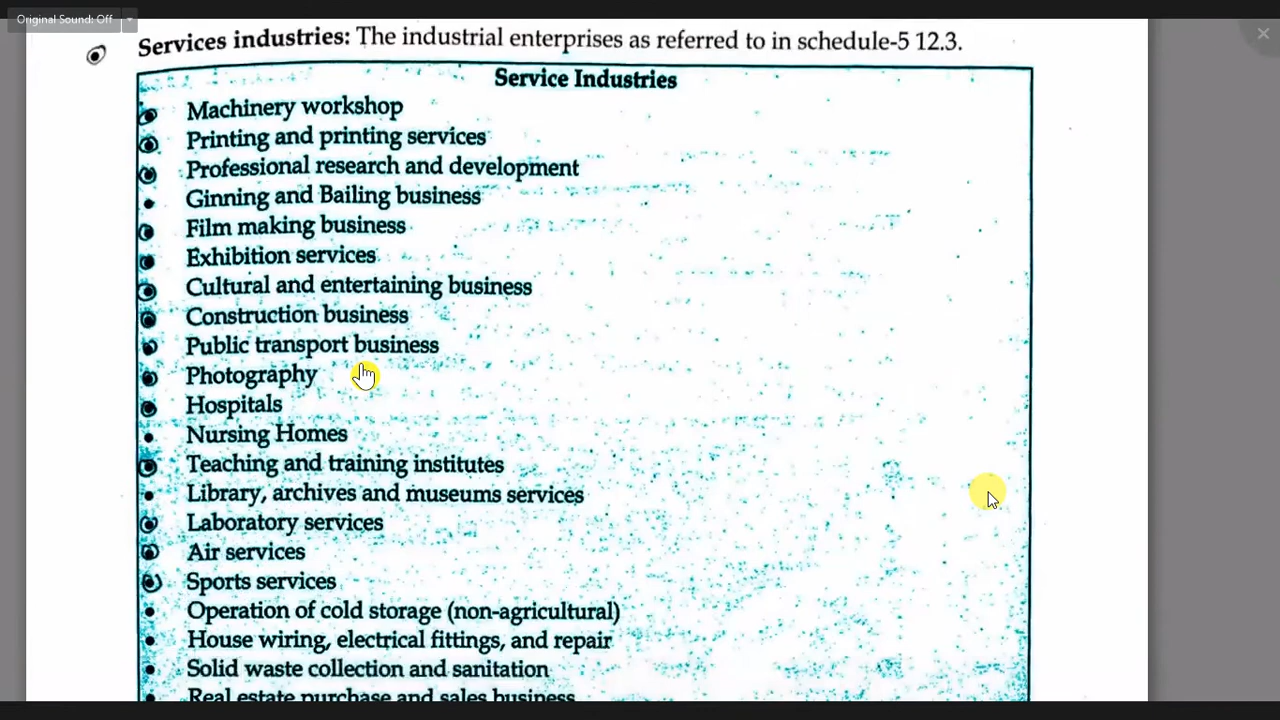 Original Sound: Off
Services industries: The industrial enterprises as referred to in schedule-5 12.3.
Service Industries
Machinery workshop
Printing and printing services
Professional research and development
Ginning and Bailing business
Film making business
Exhibition services
Cultural and entertaining business
Construction business
Public transport business
Photography
Hospitals
Nursing Homes
Teaching and training institutes
Library, archives and museums services
Laboratory services
Air services
Sports services
Operation of cold storage (non-agricultural)
House wiring, electrical fittings, and repair
Solid waste collection and sanitation
Real estate purchase and sales business